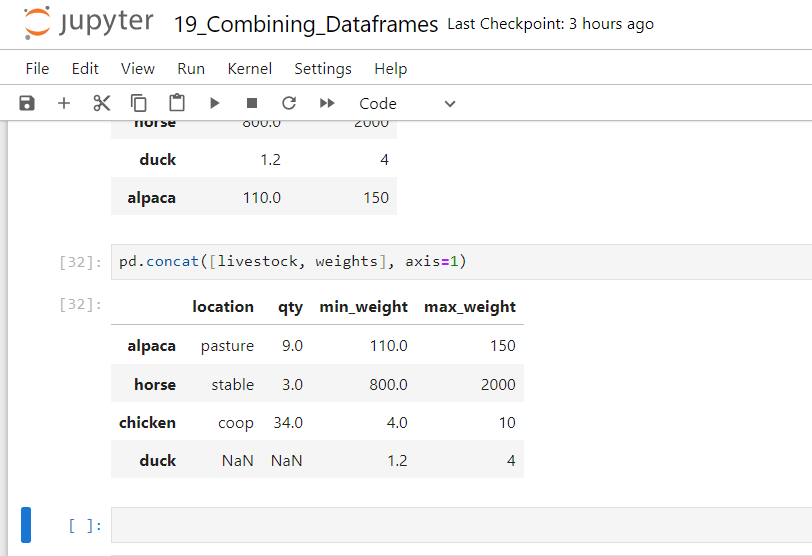 jupyter 19_Combining_Dataframes Last Checkpoint: 3 hours ago
File Edit View Run Kernel Settings Help
Code
horse 800.0 2000
duck 1.2 4
alpaca 110.0 150
[32]: pd.concat([livestock, weights], axis=1)
[32]: location qty min_weight max_weight
alpaca pasture 9.0 110.0 150
horse stable 3.0 800.0 2000
chicken coop 34.0 4.0 10
duck NaN NaN 1.2 4
[ ]: